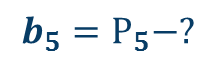 b₅ = P₅−?